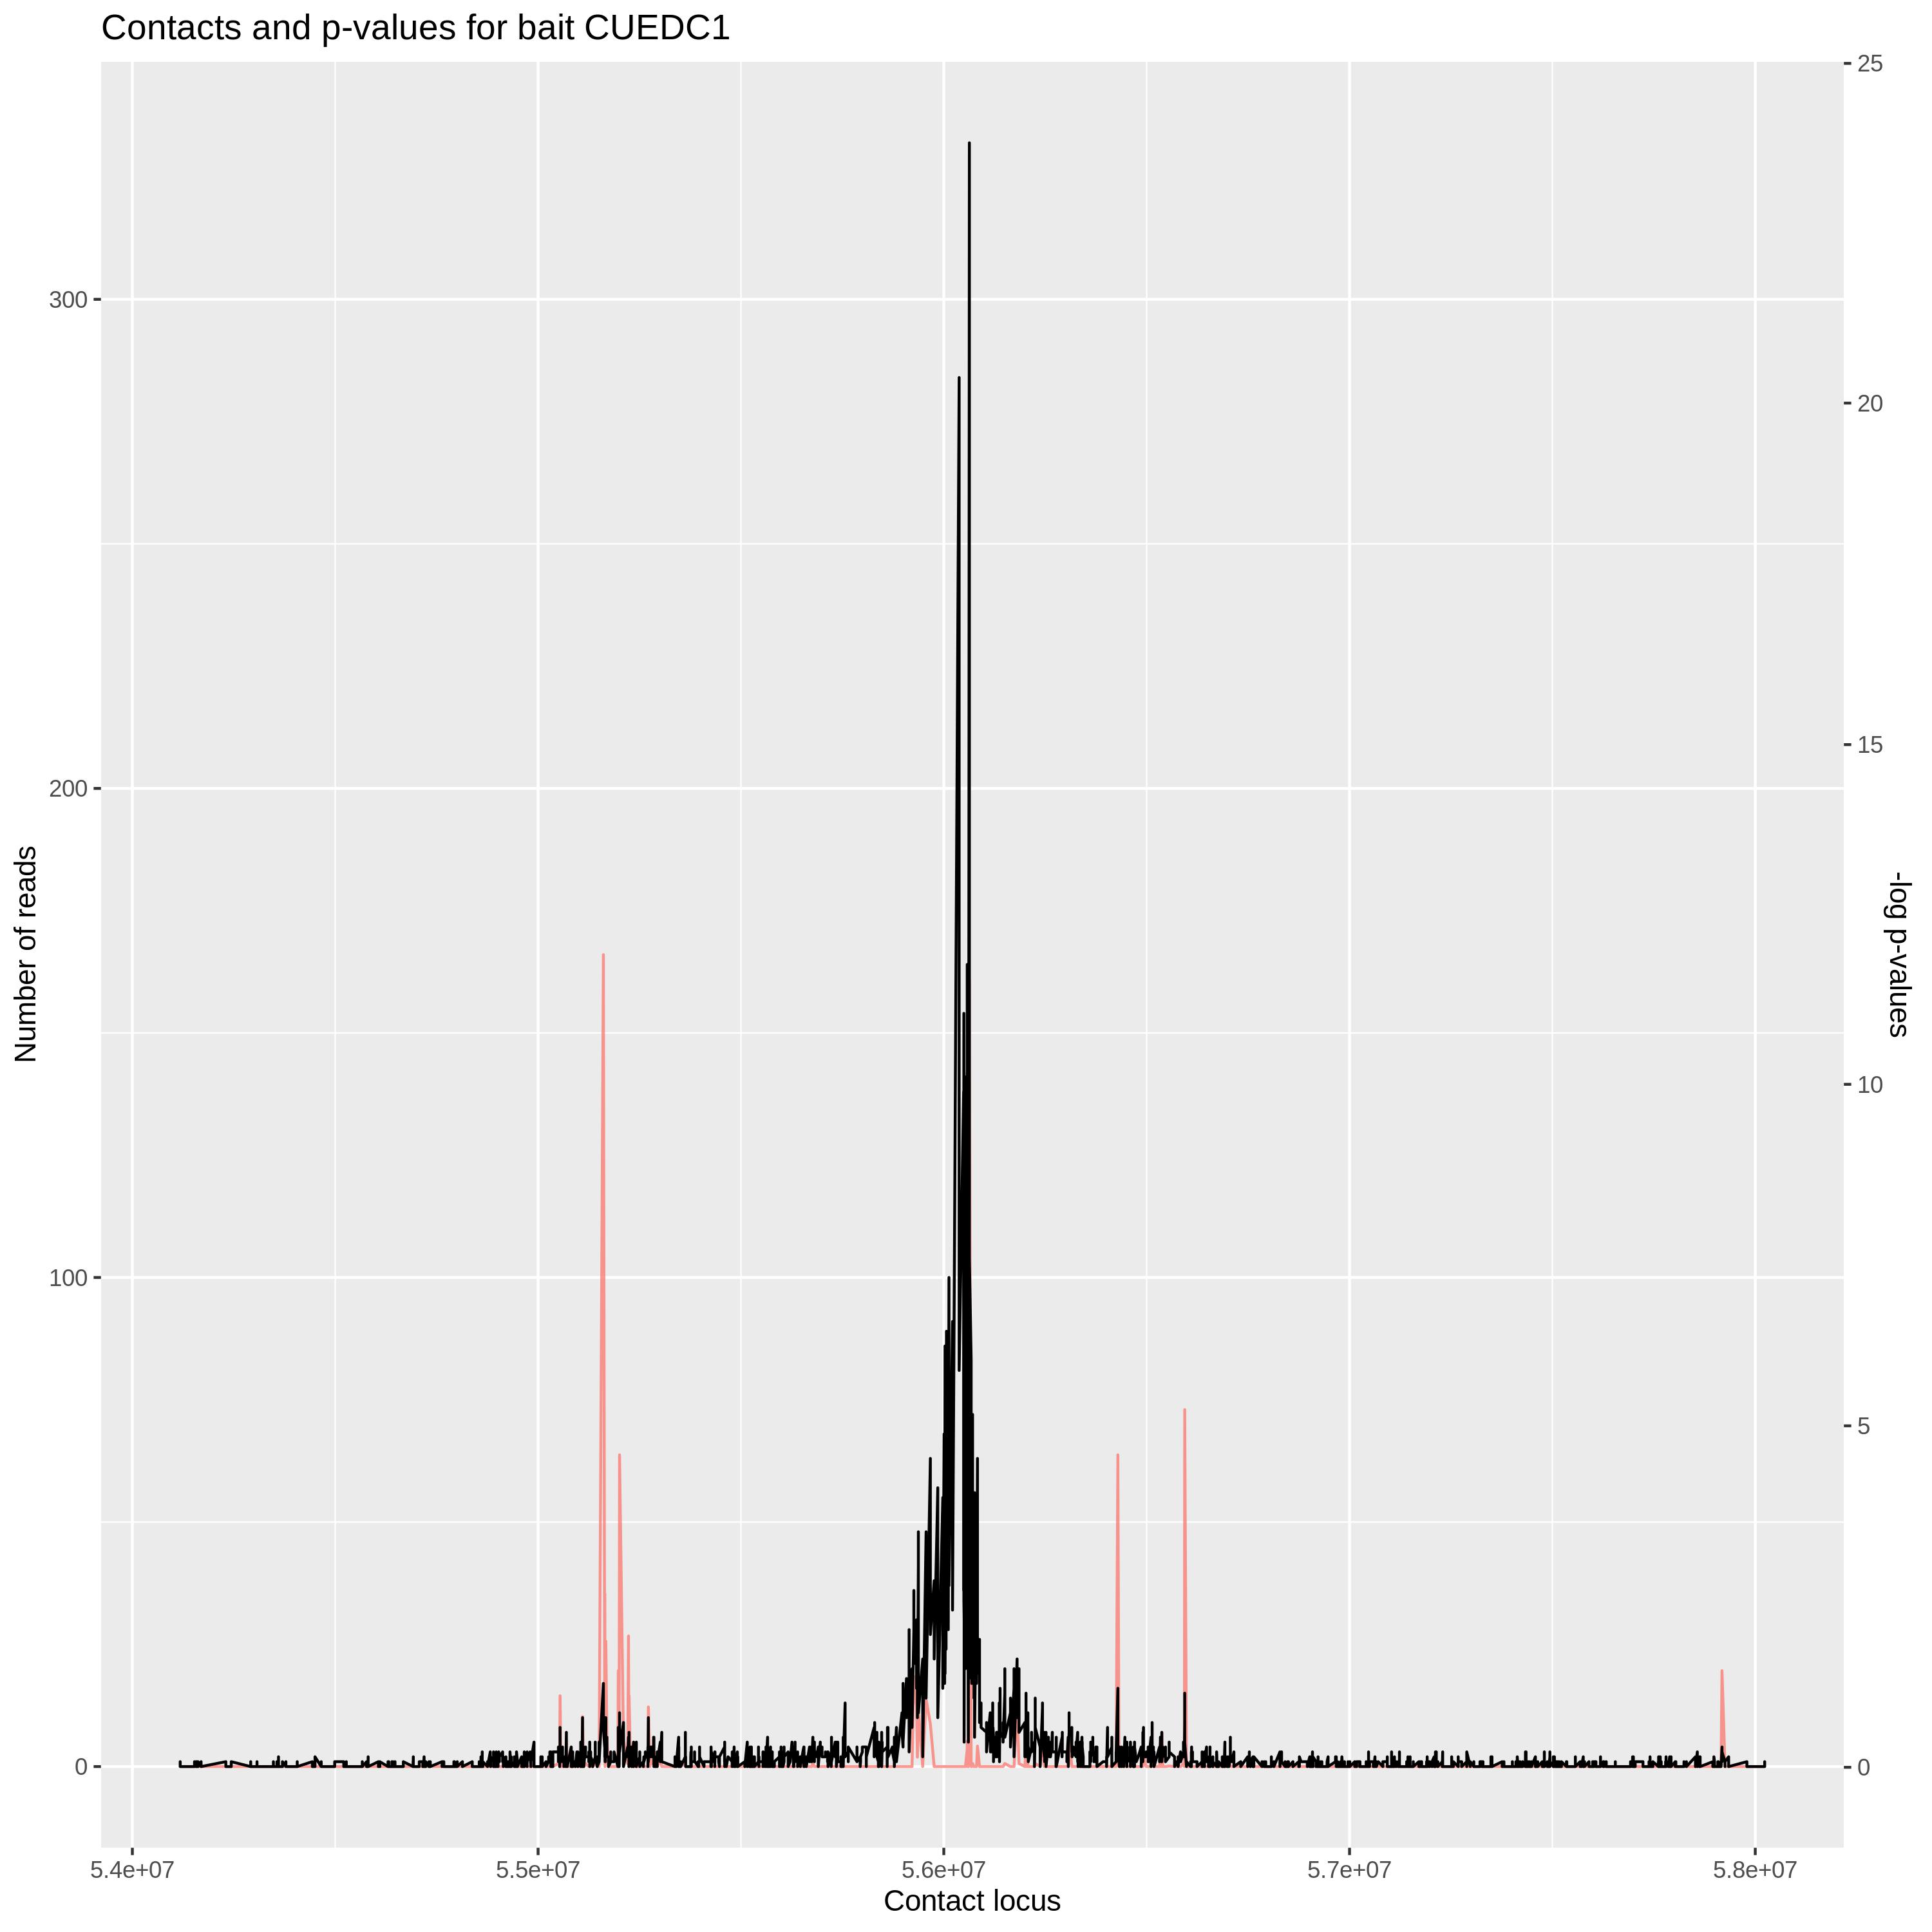 Contacts and p-values for bait CUEDC1
Number of reads
300
200
100
0
25
20
15
10
5
0
-log p-values
5.4e+07 5.5e+07 5.6e+07 5.7e+07 5.8e+07
Contact locus